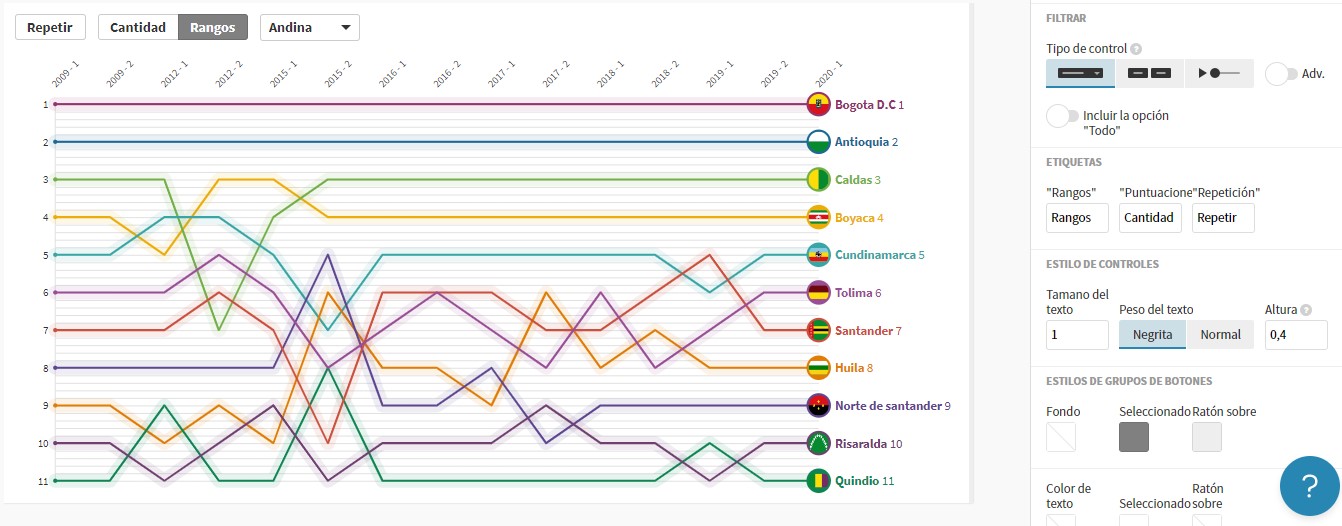 Repetir
Cantidad
Rangos
Andina
2009 - 1
2009 - 2
2012 - 1
2012 - 2
2015 - 1
2015 - 2
2016 - 1
2016 - 2
2017 - 1
2017 - 2
2018 - 1
2018 - 2
2019 - 1
2019 - 2
2020 - 1
1
Bogota D.C 1
2
Antioquia 2
3
Caldas 3
4
Boyaca 4
5
Cundinamarca 5
6
Tolima 6
7
Santander 7
8
Huila 8
9
Norte de santander 9
10
Risaralda 10
11
Quindio 11
FILTRAR
Tipo de control ?
Adv.
Incluir la opción
"Todo"
ETIQUETAS
"Rangos"
"Puntuacione
"Repetición"
Rangos
Cantidad
Repetir
ESTILO DE CONTROLES
Tamano del
texto
Peso del texto
Altura ?
1
Negrita
Normal
0,4
ESTILOS DE GRUPOS DE BOTONES
Fondo
Seleccionado
Ratón sobre
Color de
texto
Seleccionado
Ratón
sobre
?